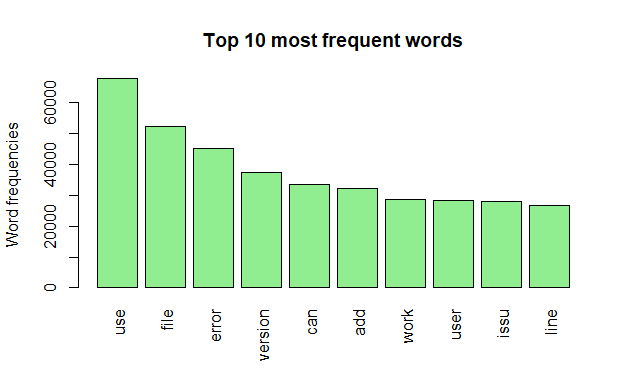 Top 10 most frequent words
Word frequencies
60000
40000
20000
0
use
file
error
version
can
add
work
user
issu
line